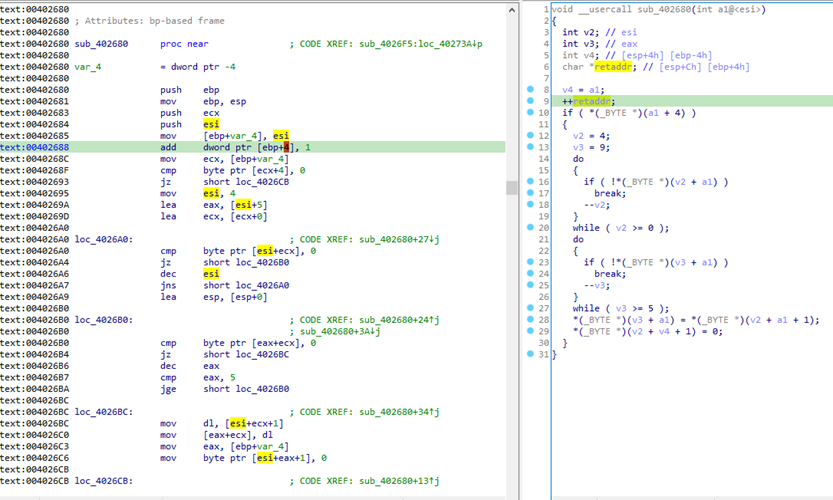 text:00402680
text:00402680 ; Attributes: bp-based frame
text:00402680
text:00402680 sub_402680 proc near ; CODE XREF: sub_4026F5:loc_40273A↓p
text:00402680
text:00402680 var_4 = dword ptr -4
text:00402680
text:00402680 push ebp
text:00402681 mov ebp, esp
text:00402683 push ecx
text:00402684 push esi
text:00402685 mov [ebp+var_4], esi
text:00402688 add dword ptr [ebp+4], 1
text:0040268C mov ecx, [ebp+var_4]
text:0040268F cmp byte ptr [ecx+4], 0
text:00402693 jz short loc_4026CB
text:00402695 mov esi, 4
text:0040269A lea eax, [esi+5]
text:0040269D lea ecx, [ecx+0]
text:004026A0
text:004026A0 loc_4026A0: ; CODE XREF: sub_402680+27↓j
text:004026A0 cmp byte ptr [esi+ecx], 0
text:004026A4 jz short loc_4026B0
text:004026A6 dec esi
text:004026A7 jns short loc_4026A0
text:004026A9 lea esp, [esp+0]
text:004026B0
text:004026B0 loc_4026B0: ; CODE XREF: sub_402680+24↑j
text:004026B0 ; sub_402680+3A↓j
text:004026B0 cmp byte ptr [eax+ecx], 0
text:004026B4 jz short loc_4026BC
text:004026B6 dec eax
text:004026B7 cmp eax, 5
text:004026BA jge short loc_4026B0
text:004026BC
text:004026BC loc_4026BC: ; CODE XREF: sub_402680+34↑j
text:004026BC mov dl, [esi+ecx+1]
text:004026C0 mov [eax+ecx], dl
text:004026C3 mov eax, [ebp+var_4]
text:004026C6 mov byte ptr [esi+eax+1], 0
text:004026CB
text:004026CB loc_4026CB: ; CODE XREF: sub_402680+13↑j
1 void __usercall sub_402680(int a1@<esi>)
2 {
3 int v2; // esi
4 int v3; // eax
5 int v4; // [esp+4h] [ebp-4h]
6 char *retaddr; // [esp+Ch] [ebp+4h]
7
8 v4 = a1;
9 ++retaddr;
10 if ( *(_BYTE *)(a1 + 4) )
11 {
12 v2 = 4;
13 v3 = 9;
14 do
15 {
16 if ( !*(_BYTE *)(v2 + a1) )
17 break;
18 --v2;
19 }
20 while ( v2 >= 0 );
21 do
22 {
23 if ( !*(_BYTE *)(v3 + a1) )
24 break;
25 --v3;
26 }
27 while ( v3 >= 5 );
28 *(_BYTE *)(v3 + a1) = *(_BYTE *)(v2 + a1 + 1);
29 *(_BYTE *)(v2 + v4 + 1) = 0;
30 }
31 }